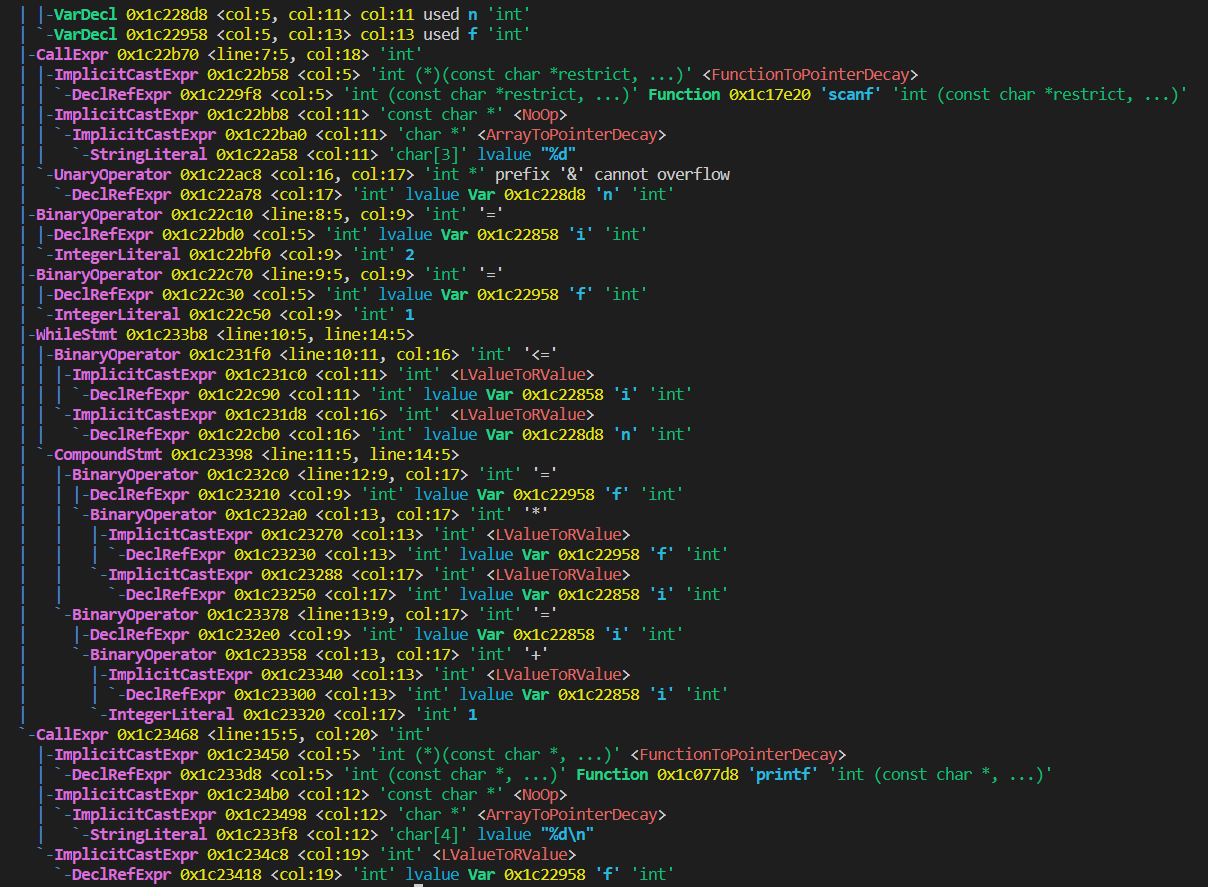 | |-VarDecl 0x1c228d8 <col:5, col:11> col:11 used n 'int'
| `-VarDecl 0x1c22958 <col:5, col:13> col:13 used f 'int'
|-CallExpr 0x1c22b70 <line:7:5, col:18> 'int'
| |-ImplicitCastExpr 0x1c22b58 <col:5> 'int (*)(const char *restrict, ...)' <FunctionToPointerDecay>
| | `-DeclRefExpr 0x1c229f8 <col:5> 'int (const char *restrict, ...)' Function 0x1c17e20 'scanf' 'int (const char *restrict, ...)'
| |-ImplicitCastExpr 0x1c22bb8 <col:11> 'const char *' <NoOp>
| | `-ImplicitCastExpr 0x1c22ba0 <col:11> 'char *' <ArrayToPointerDecay>
| |   `-StringLiteral 0x1c22a58 <col:11> 'char[3]' lvalue "%d"
| `-UnaryOperator 0x1c22ac8 <col:16, col:17> 'int *' prefix '&' cannot overflow
|   `-DeclRefExpr 0x1c22a78 <col:17> 'int' lvalue Var 0x1c228d8 'n' 'int'
|-BinaryOperator 0x1c22c10 <line:8:5, col:9> 'int' '='
| |-DeclRefExpr 0x1c22bd0 <col:5> 'int' lvalue Var 0x1c22858 'i' 'int'
| `-IntegerLiteral 0x1c22bf0 <col:9> 'int' 2
|-BinaryOperator 0x1c22c70 <line:9:5, col:9> 'int' '='
| |-DeclRefExpr 0x1c22c30 <col:5> 'int' lvalue Var 0x1c22958 'f' 'int'
| `-IntegerLiteral 0x1c22c50 <col:9> 'int' 1
|-WhileStmt 0x1c233b8 <line:10:5, line:14:5>
| |-BinaryOperator 0x1c231f0 <line:10:11, col:16> 'int' '<='
| | |-ImplicitCastExpr 0x1c231c0 <col:11> 'int' <LValueToRValue>
| | | `-DeclRefExpr 0x1c22c90 <col:11> 'int' lvalue Var 0x1c22858 'i' 'int'
| | `-ImplicitCastExpr 0x1c231d8 <col:16> 'int' <LValueToRValue>
| |   `-DeclRefExpr 0x1c22cb0 <col:16> 'int' lvalue Var 0x1c228d8 'n' 'int'
| `-CompoundStmt 0x1c23398 <line:11:5, line:14:5>
|   |-BinaryOperator 0x1c232c0 <line:12:9, col:17> 'int' '='
|   | |-DeclRefExpr 0x1c23210 <col:9> 'int' lvalue Var 0x1c22958 'f' 'int'
|   | `-BinaryOperator 0x1c232a0 <col:13, col:17> 'int' '*'
|   |   |-ImplicitCastExpr 0x1c23270 <col:13> 'int' <LValueToRValue>
|   |   | `-DeclRefExpr 0x1c23230 <col:13> 'int' lvalue Var 0x1c22958 'f' 'int'
|   |   `-ImplicitCastExpr 0x1c23288 <col:17> 'int' <LValueToRValue>
|   |     `-DeclRefExpr 0x1c23250 <col:17> 'int' lvalue Var 0x1c22858 'i' 'int'
|   `-BinaryOperator 0x1c23378 <line:13:9, col:17> 'int' '='
|     |-DeclRefExpr 0x1c232e0 <col:9> 'int' lvalue Var 0x1c22858 'i' 'int'
|     `-BinaryOperator 0x1c23358 <col:13, col:17> 'int' '+'
|       |-ImplicitCastExpr 0x1c23340 <col:13> 'int' <LValueToRValue>
|       | `-DeclRefExpr 0x1c23300 <col:13> 'int' lvalue Var 0x1c22858 'i' 'int'
|       `-IntegerLiteral 0x1c23320 <col:17> 'int' 1
`-CallExpr 0x1c23468 <line:15:5, col:20> 'int'
  |-ImplicitCastExpr 0x1c23450 <col:5> 'int (*)(const char *, ...)' <FunctionToPointerDecay>
  | `-DeclRefExpr 0x1c233d8 <col:5> 'int (const char *, ...)' Function 0x1c077d8 'printf' 'int (const char *, ...)'
  |-ImplicitCastExpr 0x1c234b0 <col:12> 'const char *' <NoOp>
  | `-ImplicitCastExpr 0x1c23498 <col:12> 'char *' <ArrayToPointerDecay>
  |   `-StringLiteral 0x1c233f8 <col:12> 'char[4]' lvalue "%d\n"
  `-ImplicitCastExpr 0x1c234c8 <col:19> 'int' <LValueToRValue>
    `-DeclRefExpr 0x1c23418 <col:19> 'int' lvalue Var 0x1c22958 'f' 'int'